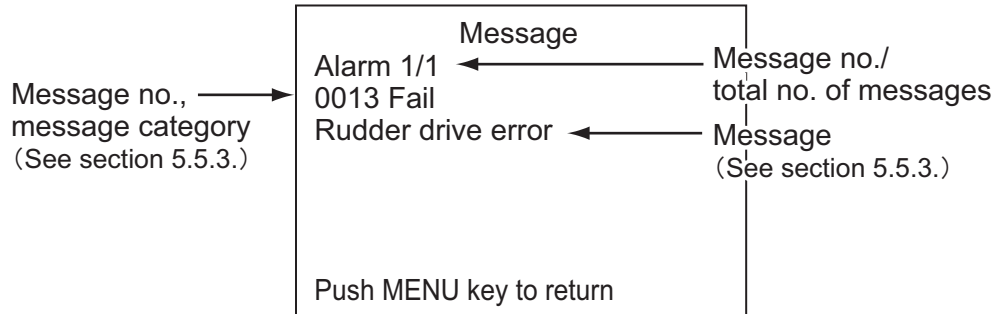 Message no.,
message category
（See section 5.5.3.）
Message
Alarm 1/1
0013 Fail
Rudder drive error
Push MENU key to return
Message no./
total no. of messages
Message
（See section 5.5.3.）